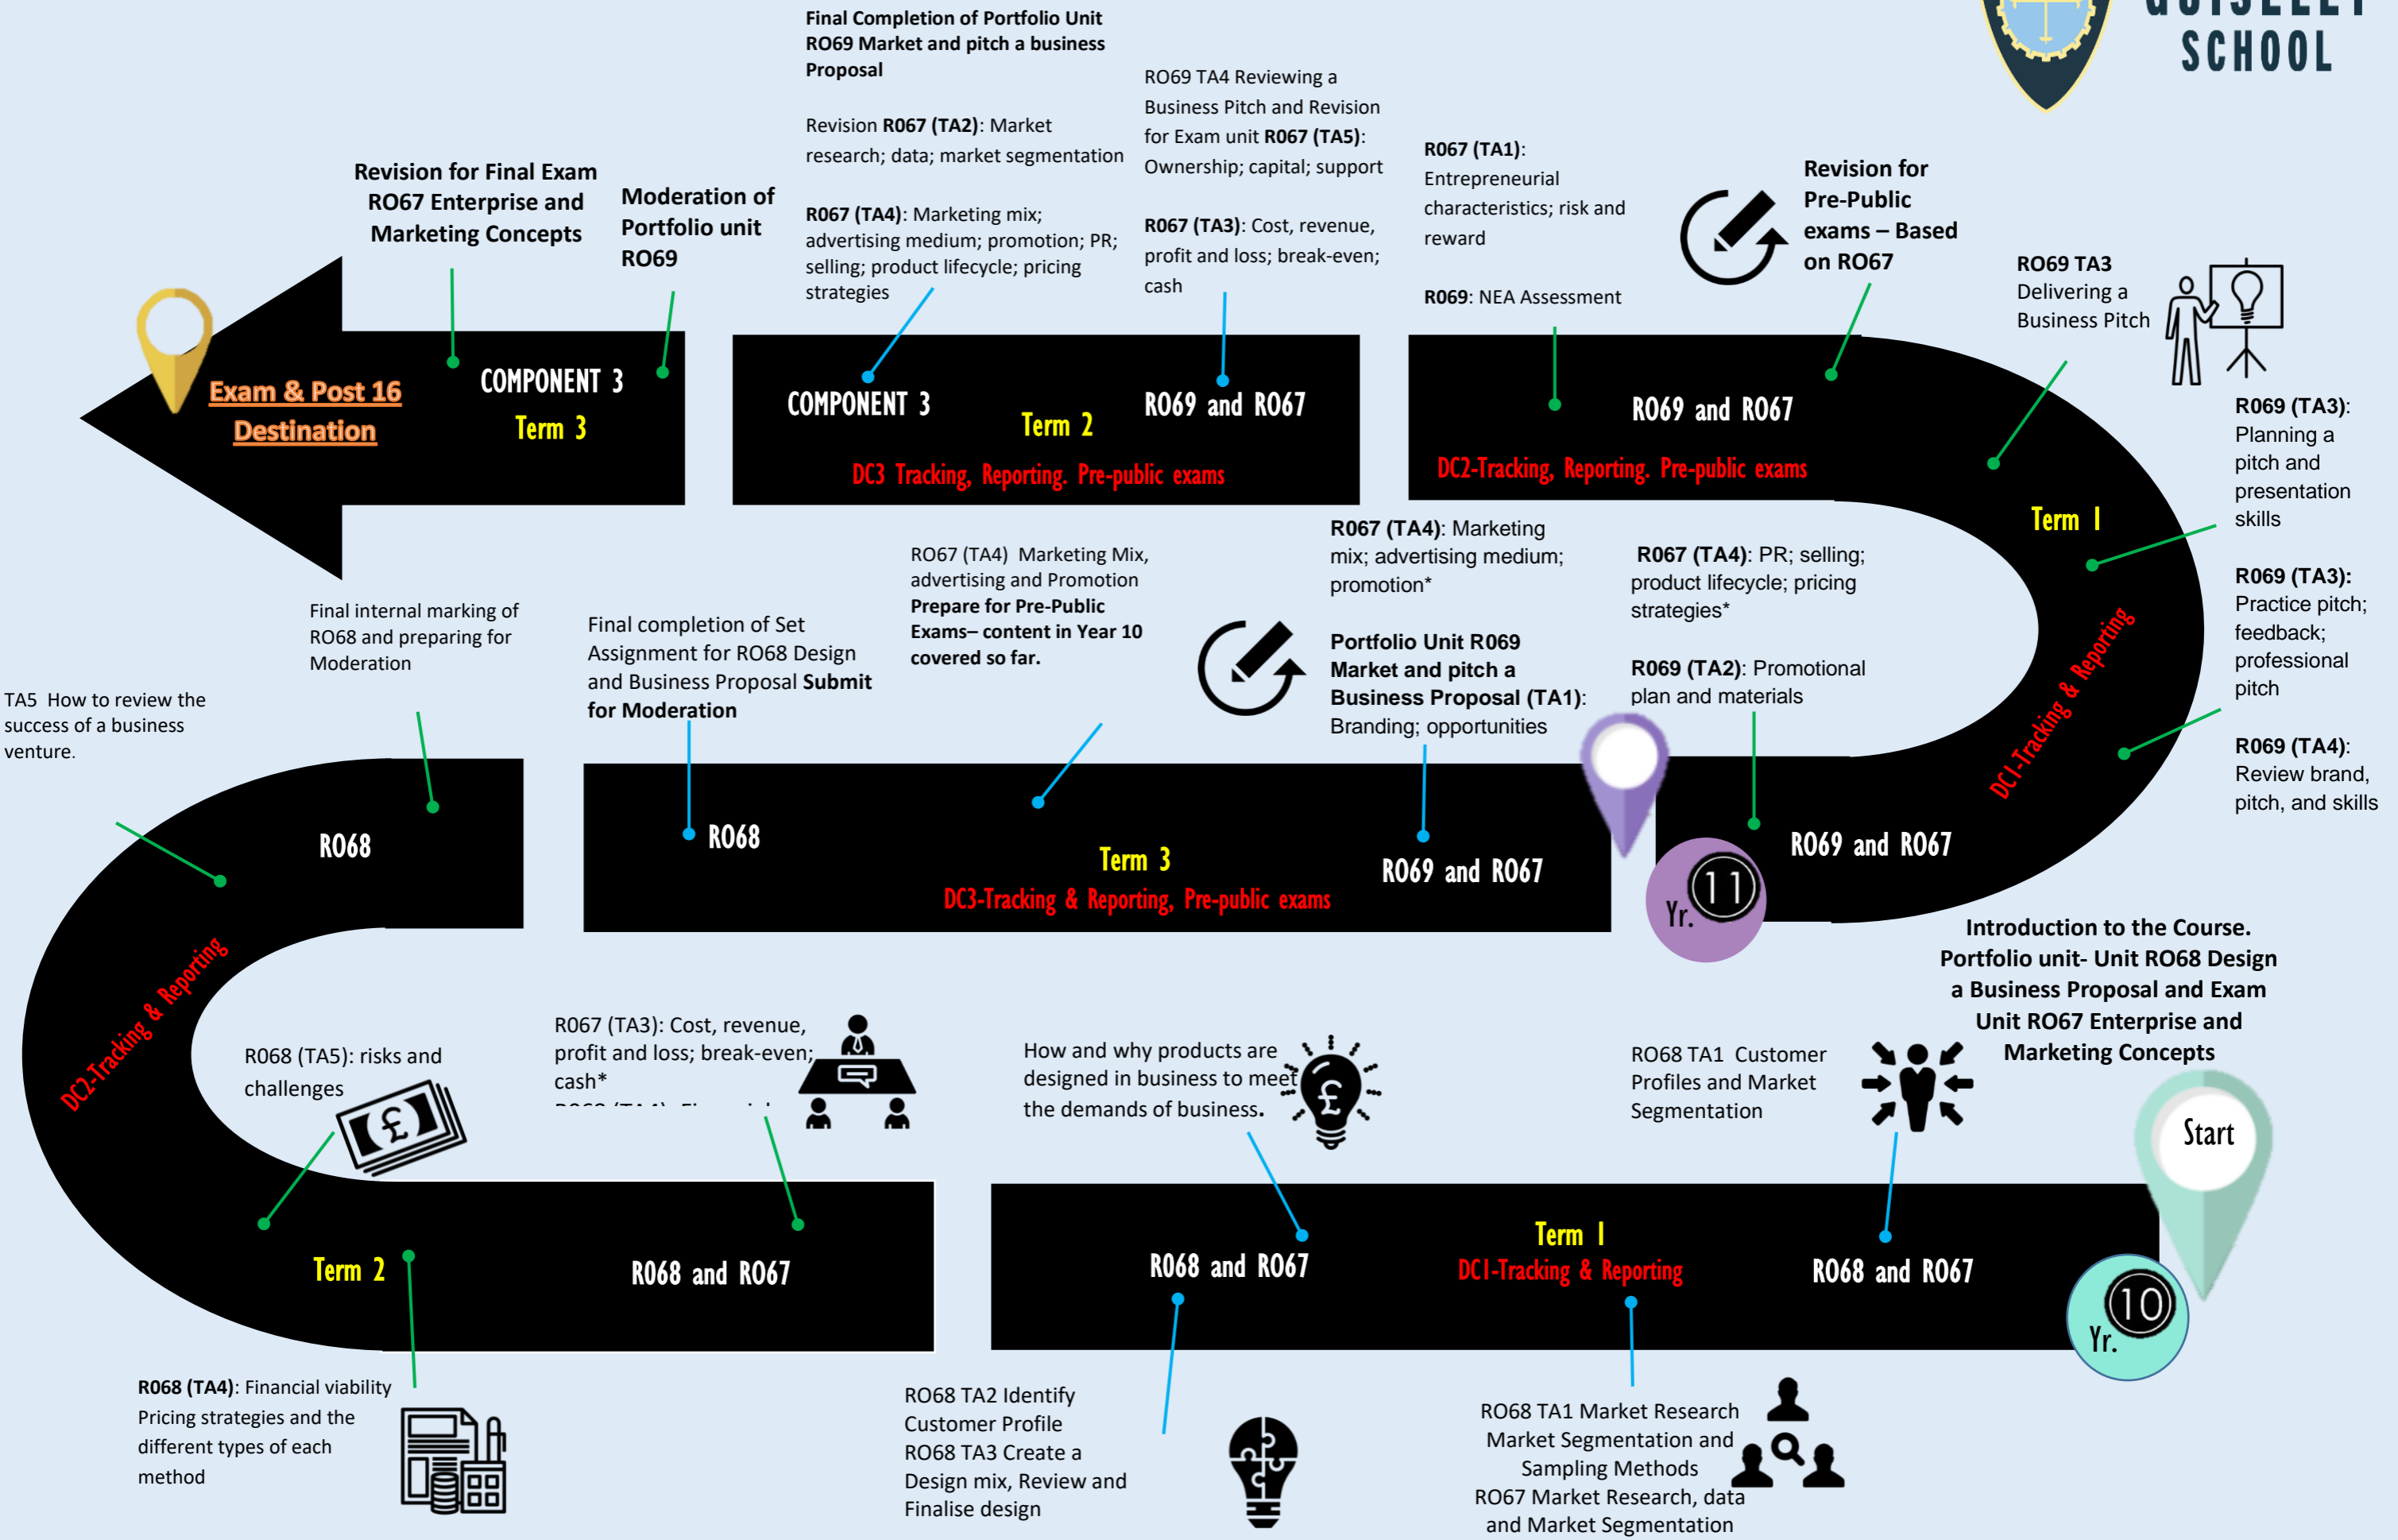 GUISELEY
SCHOOL
Final Completion of Portfolio Unit
RO69 Market and pitch a business
Proposal
Revision R067 (TA2): Market
research; data; market segmentation
R067 (TA4): Marketing mix;
advertising medium; promotion; PR;
selling; product lifecycle; pricing
strategies
RO69 TA4 Reviewing a
Business Pitch and Revision
for Exam unit R067 (TA5):
Ownership; capital; support
R067 (TA3): Cost, revenue,
profit and loss; break-even;
cash
R067 (TA1):
Entrepreneurial
characteristics; risk and
reward
R069: NEA Assessment
Revision for
Pre-Public
exams – Based
on RO67
Revision for Final Exam
RO67 Enterprise and
Marketing Concepts
Moderation of
Portfolio unit
RO69
RO69 TA3
Delivering a
Business Pitch
Exam & Post 16
Destination
COMPONENT 3
Term 3
COMPONENT 3
Term 2
RO69 and RO67
DC3 Tracking, Reporting. Pre-public exams
RO69 and RO67
DC2-Tracking, Reporting. Pre-public exams
Term 1
DC1-Tracking & Reporting
R069 (TA3):
Planning a
pitch and
presentation
skills
R069 (TA3):
Practice pitch;
feedback;
professional
pitch
R069 (TA4):
Review brand,
pitch, and skills
TA5  How to review the
success of a business
venture.
Final internal marking of
RO68 and preparing for
Moderation
Final completion of Set
Assignment for RO68 Design
and Business Proposal Submit
for Moderation
RO67 (TA4)  Marketing Mix,
advertising and Promotion
Prepare for Pre-Public
Exams– content in Year 10
covered so far.
R067 (TA4): Marketing
mix; advertising medium;
promotion*
Portfolio Unit R069
Market and pitch a
Business Proposal (TA1):
Branding; opportunities
R067 (TA4): PR; selling;
product lifecycle; pricing
strategies*
R069 (TA2): Promotional
plan and materials
RO68
RO68
Term 3
DC3-Tracking & Reporting, Pre-public exams
RO69 and RO67
RO69 and RO67
Yr. 11
DC2-Tracking & Reporting
R068 (TA5): risks and
challenges
R067 (TA3): Cost, revenue,
profit and loss; break-even;
cash*
How and why products are
designed in business to meet
the demands of business.
RO68 TA1  Customer
Profiles and Market
Segmentation
Introduction to the Course.
Portfolio unit- Unit RO68 Design
a Business Proposal and Exam
Unit RO67 Enterprise and
Marketing Concepts
Start
Term 2
RO68 and RO67
RO68 and RO67
Term 1
DC1-Tracking & Reporting
RO68 and RO67
Yr. 10
R068 (TA4): Financial viability
Pricing strategies and the
different types of each
method
RO68 TA2 Identify
Customer Profile
RO68 TA3 Create a
Design mix, Review and
Finalise design
RO68 TA1 Market Research
Market Segmentation and
Sampling Methods
RO67 Market Research, data
and Market Segmentation